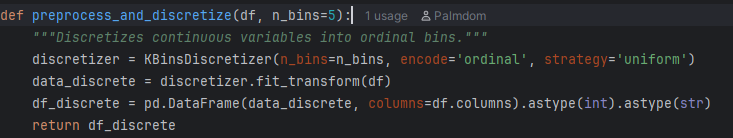 def preprocess_and_discretize(df, n_bins=5): 1 usage Palmdom
    """Discretizes continuous variables into ordinal bins."""
    discretizer = KBinsDiscretizer(n_bins=n_bins, encode='ordinal', strategy='uniform')
    data_discrete = discretizer.fit_transform(df)
    df_discrete = pd.DataFrame(data_discrete, columns=df.columns).astype(int).astype(str)
    return df_discrete